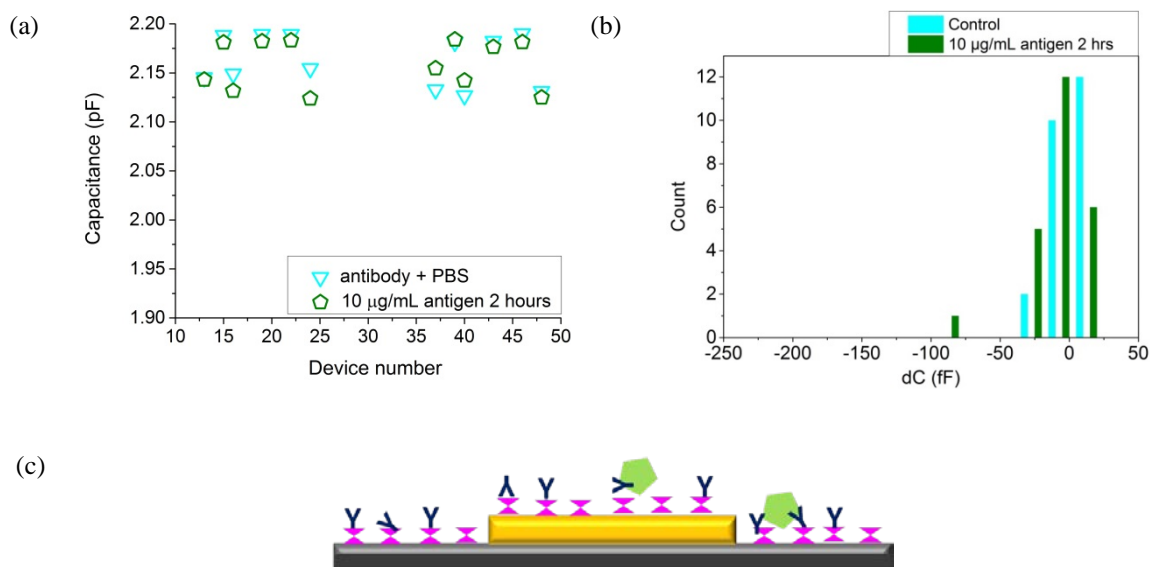 (a)
2.20
2.15
2.10
2.05
2.00
1.95
1.90
Capacitance (pF)
antibody + PBS
10 μg/mL antigen 2 hours
10 15 20 25 30 35 40 45 50
Device number
(b)
Control
10 μg/mL antigen 2 hrs
12
10
8
6
4
2
0
Count
-250 -200 -150 -100 -50 0 50
dC (fF)
(c)
Y Y Y Y Y Y Y Y Y Y